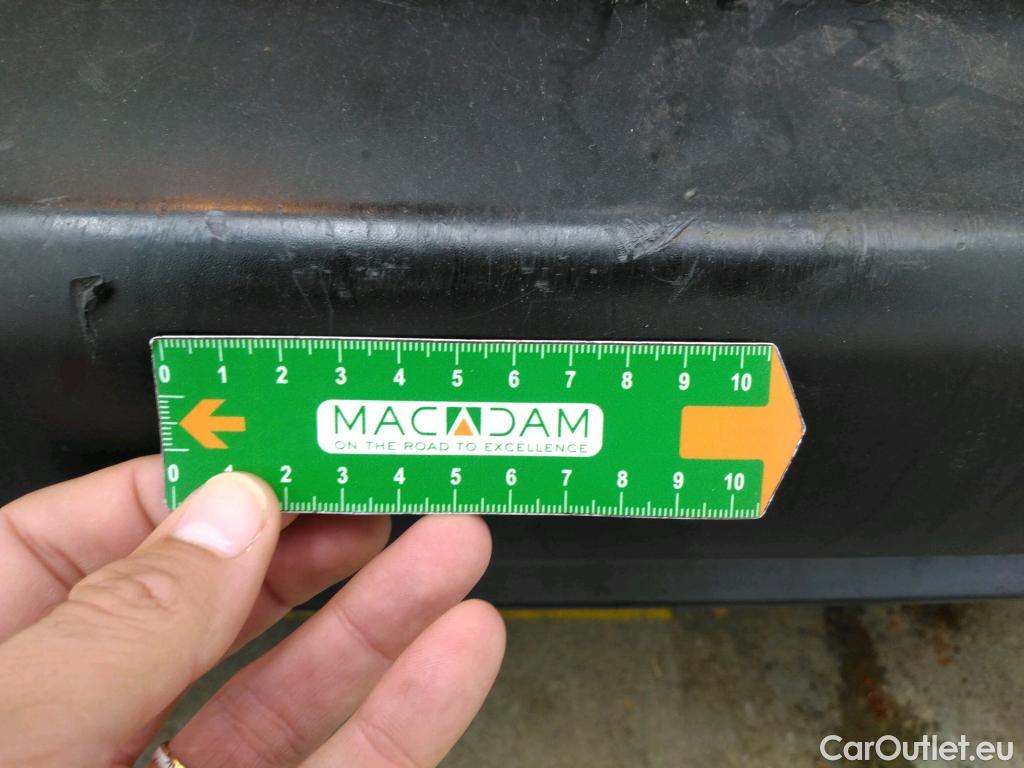 0 1 2 3 4 5 6 7 8 9 10
MACADAM
ON THE ROAD TO EXCELLENCE
0 1 2 3 4 5 6 7 8 9 10
CarOutlet.eu